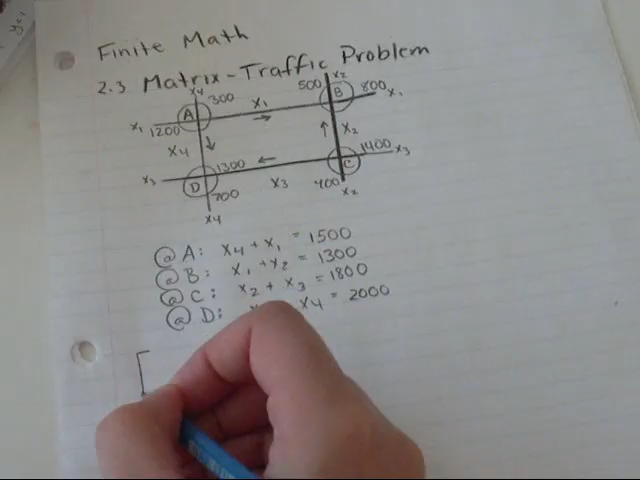 Finite Math
2.3 Matrix-Traffic Problem
x4 300 x1 500 x2 800 x1
A B
x1 1200
x4 x2
1300 1400 x3
x3 D x3 C
700 400 x2
x4
@ A: x4 + x1 = 1500
@ B: x1 + x2 = 1300
@ C: x2 + x3 = 1800
@ D: x4 = 2000